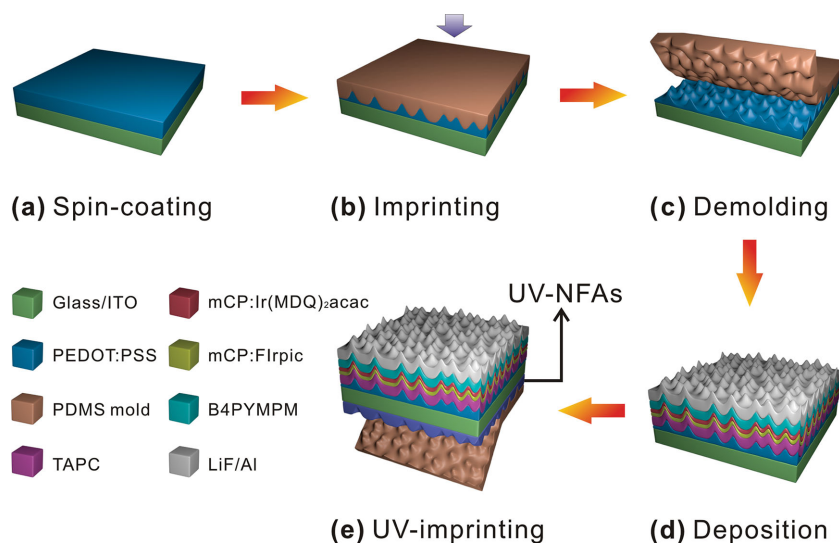 (a) Spin-coating
(b) Imprinting
(c) Demolding
Glass/ITO
mCP:Ir(MDQ)₂acac
PEDOT:PSS
mCP:FIrpic
PDMS mold
B4PYMPM
TAPC
LiF/Al
UV-NFAs
(e) UV-imprinting
(d) Deposition